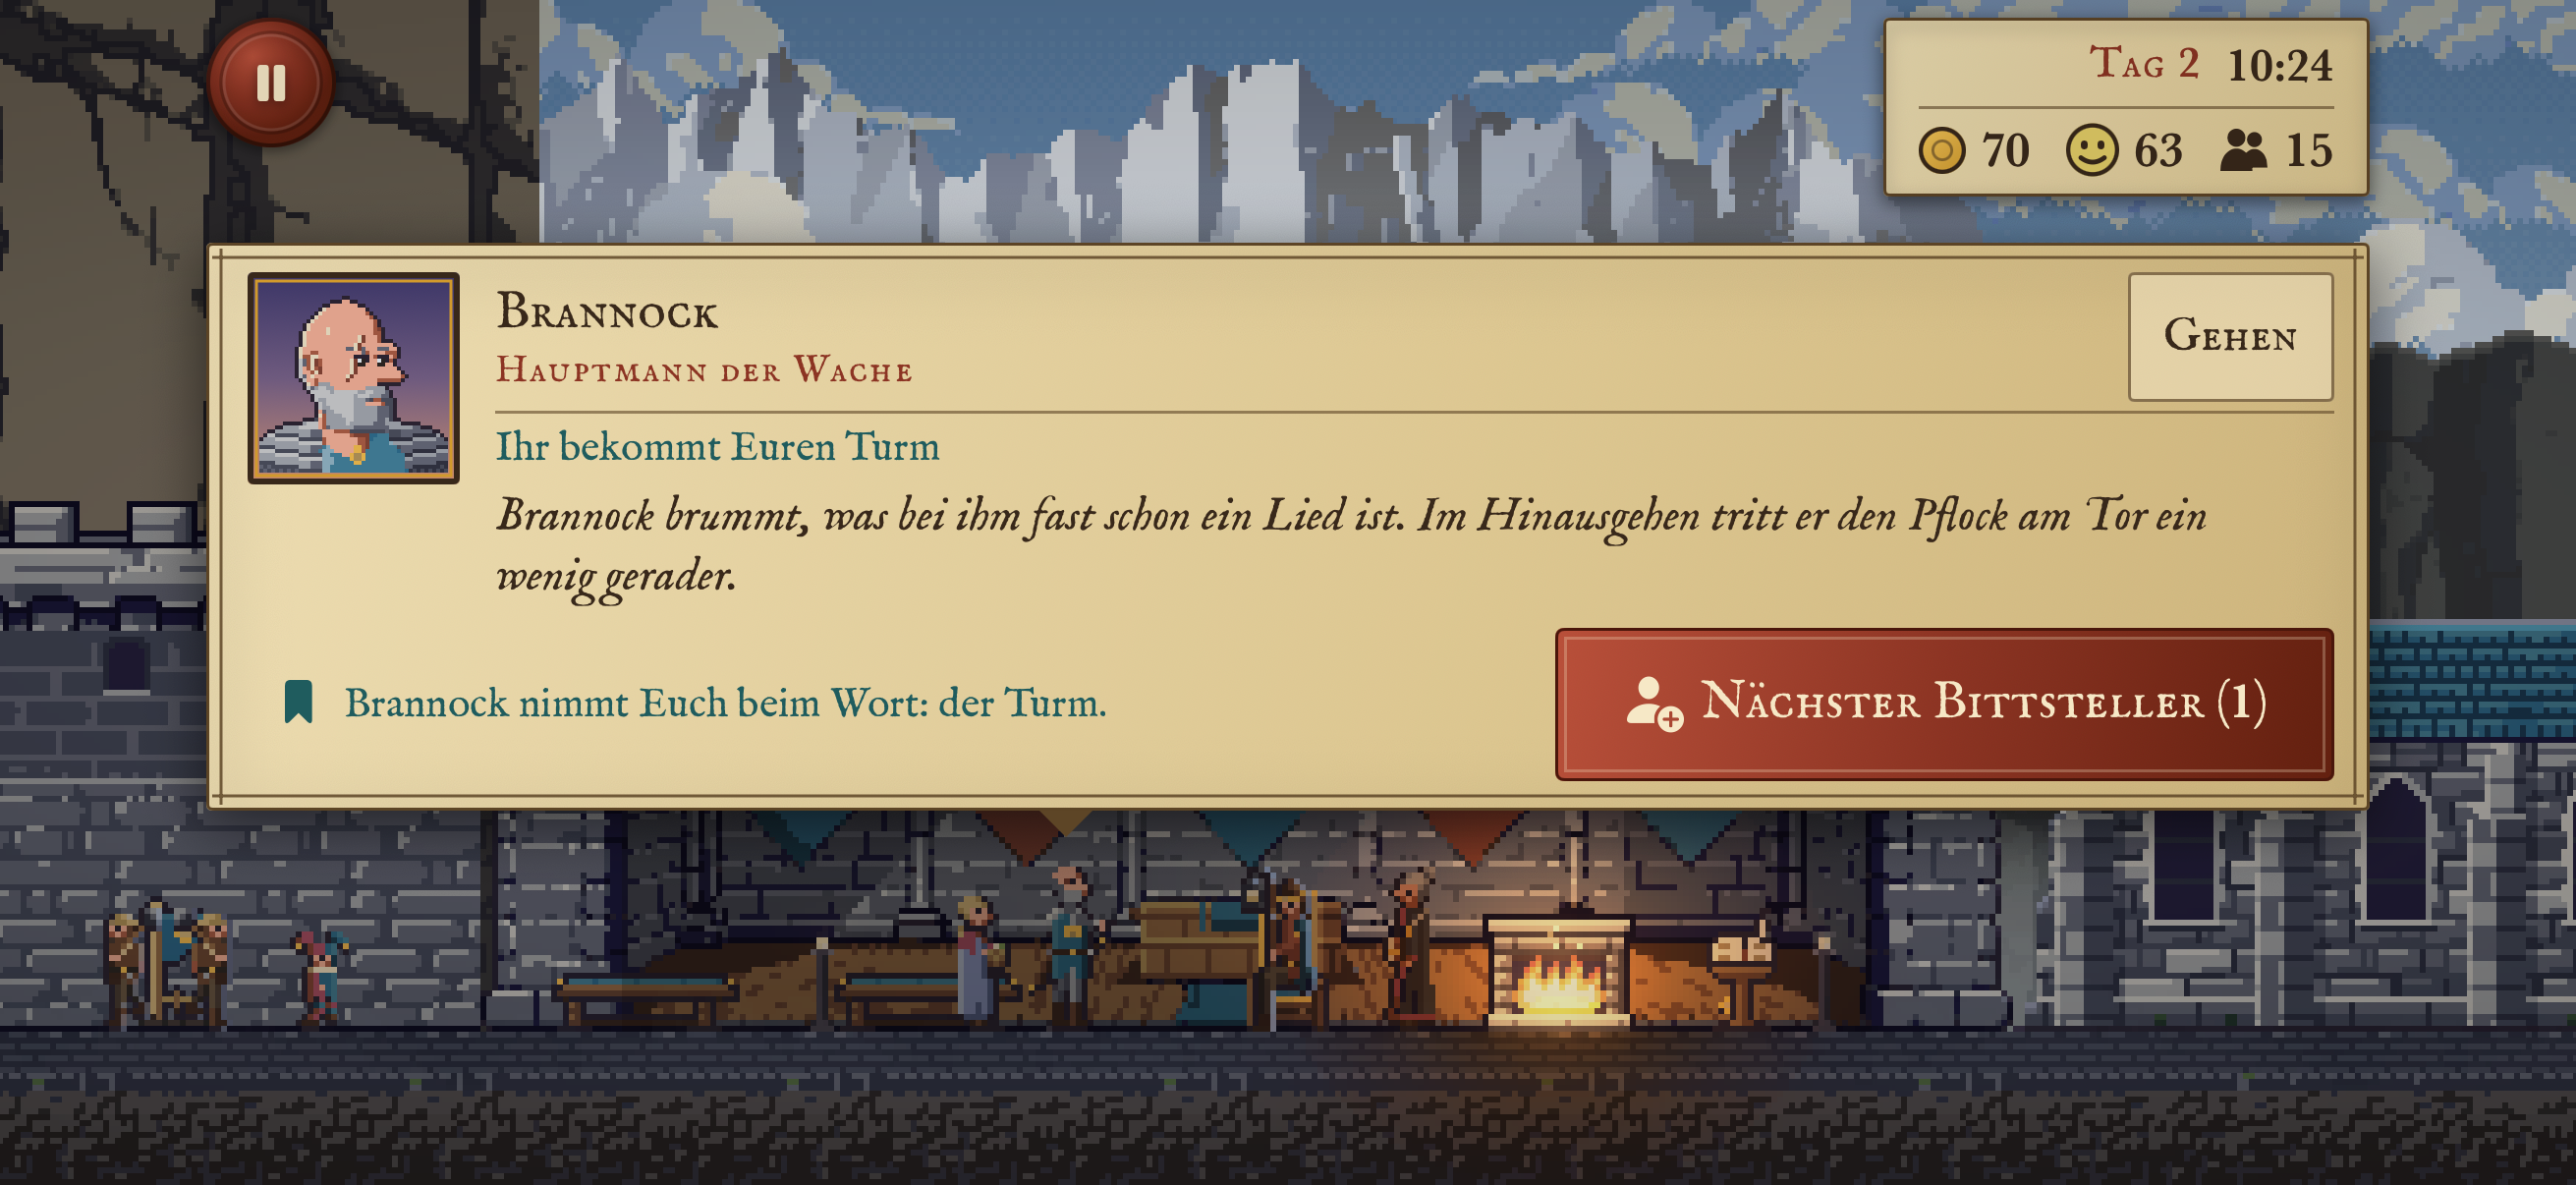 Tag 2 10:24
70 63 15
Brannock
Gehen
Hauptmann der Wache
Ihr bekommt Euren Turm
Brannock brummt, was bei ihm fast schon ein Lied ist. Im Hinausgehen tritt er den Pflock am Tor ein
wenig gerader.
Brannock nimmt Euch beim Wort: der Turm.
Nächster Bittsteller (1)